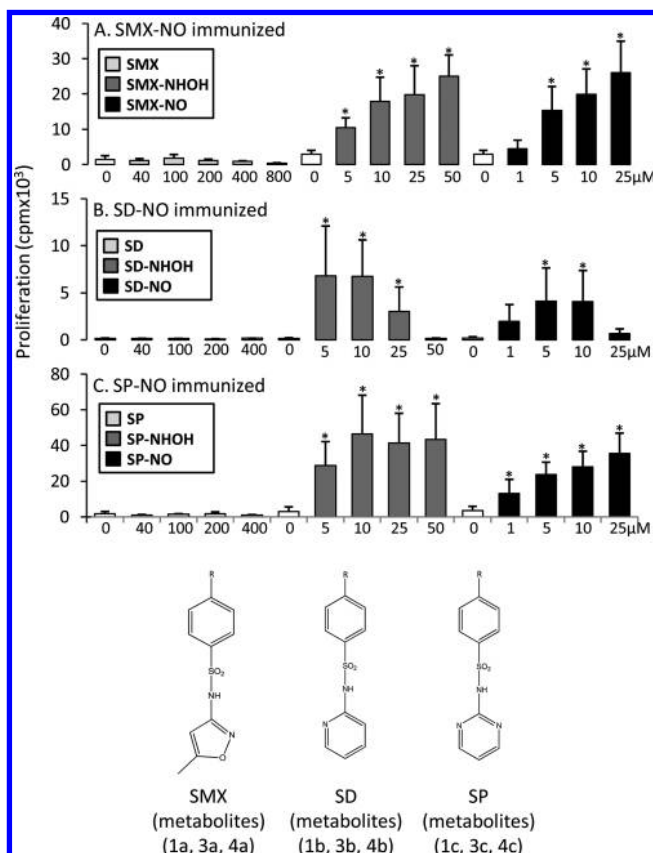 A. SMX-NO immunized
40
30
20
10
0
SMX
SMX-NHOH
SMX-NO
* * * * * * *
0 40 100 200 400 800 0 5 10 25 50 0 1 5 10 25μM
Proliferation (cpmx10³)
B. SD-NO immunized
15
10
5
0
SD
SD-NHOH
SD-NO
* * * * *
0 40 100 200 400 0 5 10 25 50 0 1 5 10 25μM
C. SP-NO immunized
80
60
40
20
0
SP
SP-NHOH
SP-NO
* * * * * * * *
0 40 100 200 400 0 5 10 25 50 0 1 5 10 25μM
R R R
SO₂ SO₂ SO₂
NH NH NH
N O N N N
SMX SD SP
(metabolites) (metabolites) (metabolites)
(1a, 3a, 4a) (1b, 3b, 4b) (1c, 3c, 4c)